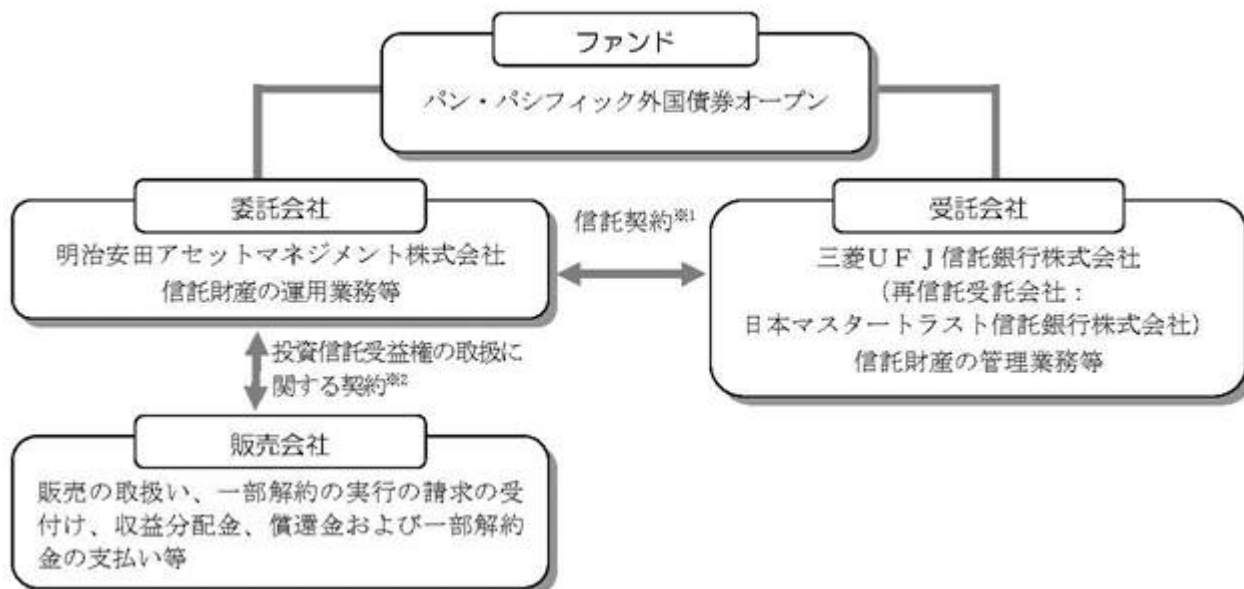 ファンド
パン・パシフィック外国債券オープン
委託会社
明治安田アセットマネジメント株式会社
信託財産の運用業務等
信託契約※1
受託会社
三菱UFJ信託銀行株式会社
(再信託受託会社:
日本マスタートラスト信託銀行株式会社)
信託財産の管理業務等
投資信託受益権の取扱に
関する契約※2
販売会社
販売の取扱い、一部解約の実行の請求の受
付け、収益分配金、償還金および一部解約
金の支払い等